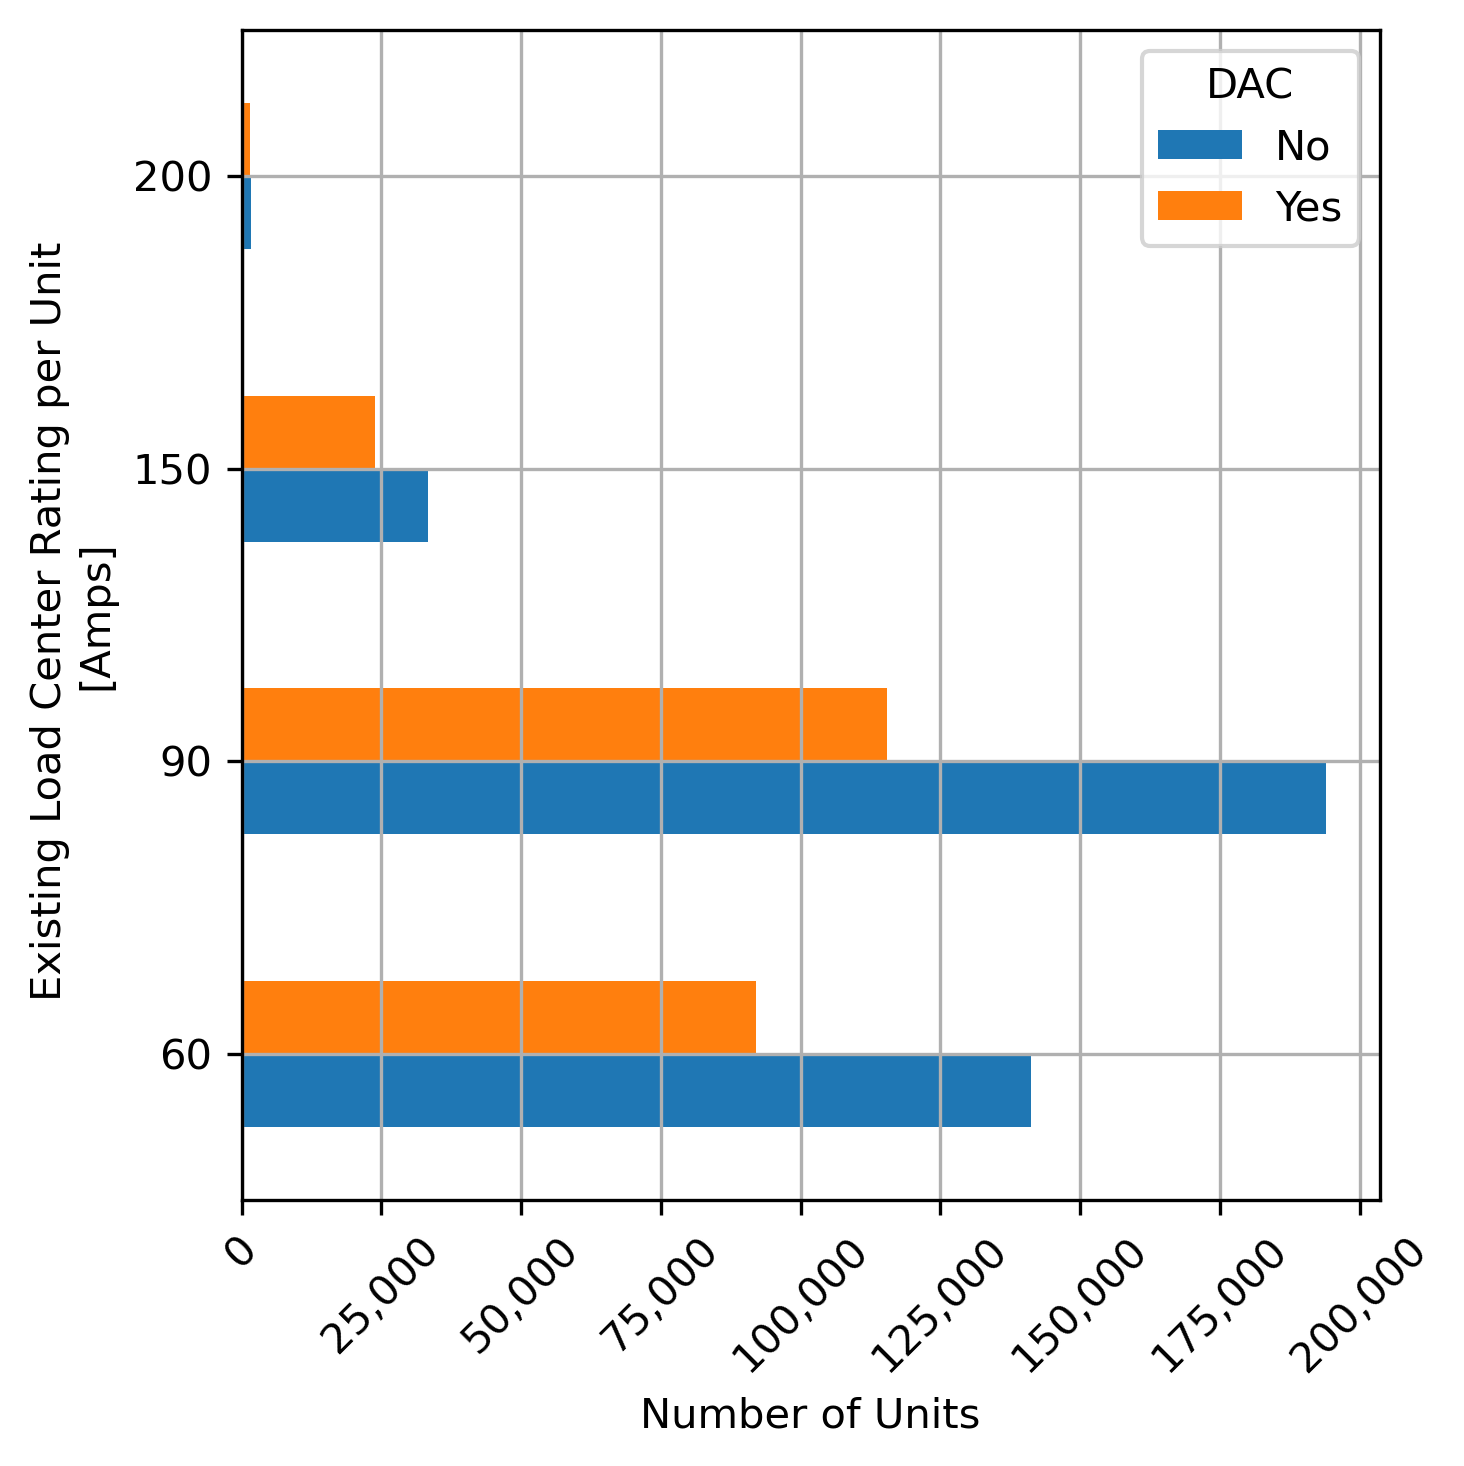 DAC
No
Yes
200
150
90
60
Existing Load Center Rating per Unit
[Amps]
0
25,000
50,000
75,000
100,000
125,000
150,000
175,000
200,000
Number of Units